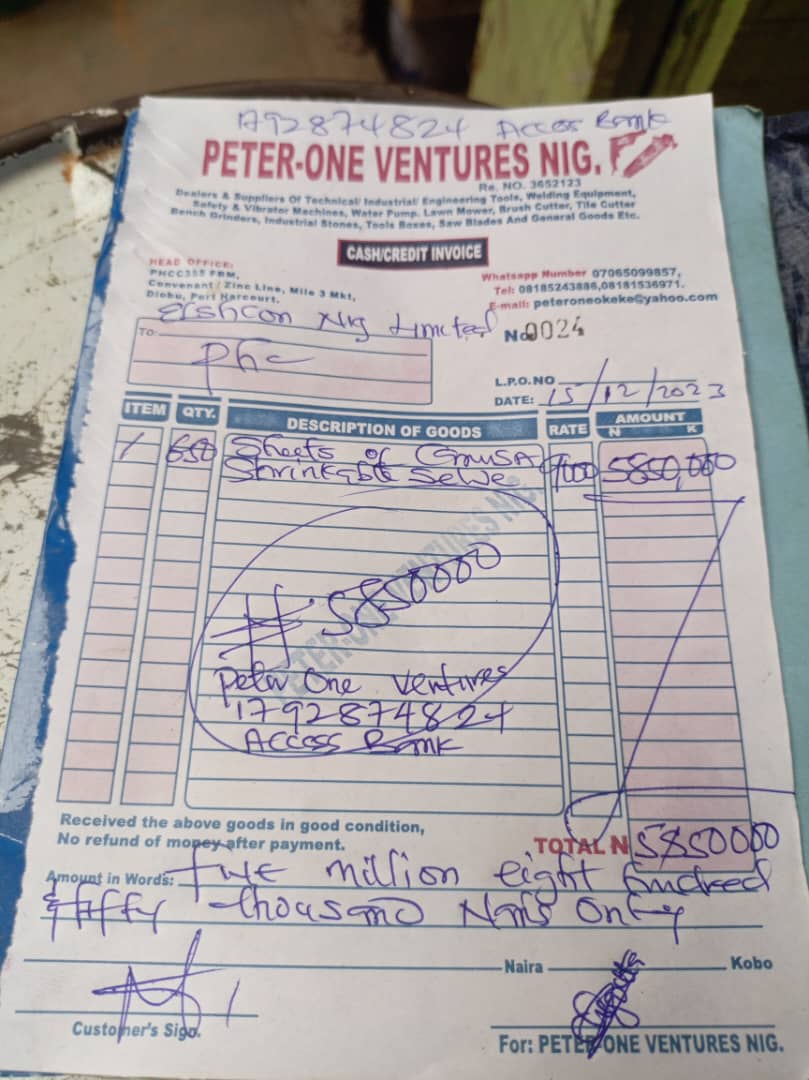 1792874824 Access Bank
PETER-ONE VENTURES NIG.
Re. NO. 3652123
Dealers & Suppliers Of Technical/ Industrial/ Engineering Tools, Welding Equipment,
Safety & Vibrator Machines, Water Pump. Lawn Mower, Brush Cutter, Tile Cutter
Bench Grinders, Industrial Stones, Tools Boxes, Saw Blades And General Goods Etc.
CASH/CREDIT INVOICE
HEAD OFFICE:
PHCC355 FBM,
Convenant / Zinc Line, Mile 3 Mkt,
Diobu, Port Harcourt.
Whatsapp Number 07065099857,
Tel: 08185243886,08181536971.
E-mail: peteroneokeke@yahoo.com
Nig Limited
No 0024
To:
Phc
L.P.O.NO
DATE: 15/12/2023
ITEM QTY. DESCRIPTION OF GOODS RATE AMOUNT
N K
1 650 Sheets of
Shrinkable 9000 5850,000
PETER-ONE VENTURES NIG.
N 5850000
Peter One Ventures
1792874824
Access Bank
Received the above goods in good condition,
No refund of money after payment.
TOTAL N 5850000
Amount in Words: five million eight hundred
& fifty thousand Naira Only
Naira Kobo
Customer's Sign.
For: PETER-ONE VENTURES NIG.